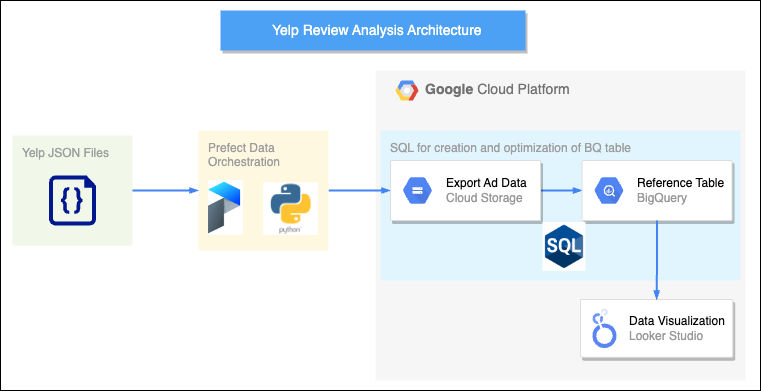 Yelp Review Analysis Architecture
Google Cloud Platform
Yelp JSON Files
Prefect Data
Orchestration
python
SQL for creation and optimization of BQ table
Export Ad Data
Cloud Storage
Reference Table
BigQuery
SQL
Data Visualization
Looker Studio